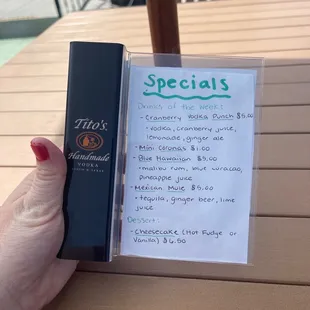 Tito's
Handmade
VODKA
Specials
Drinks of the week:
- Cranberry Vodka Punch $5.00
- vodka, cranberry juice,
lemonade, ginger ale
- Mini Coronas $1.00
- Blue Hawaiian $5.00
- malibu rum, blue curacao,
pineapple juice
- Mexican Mule $5.00
- tequila, ginger beer, lime
juice
Dessert:
- Cheesecake (Hot Fudge or
Vanilla) $6.50